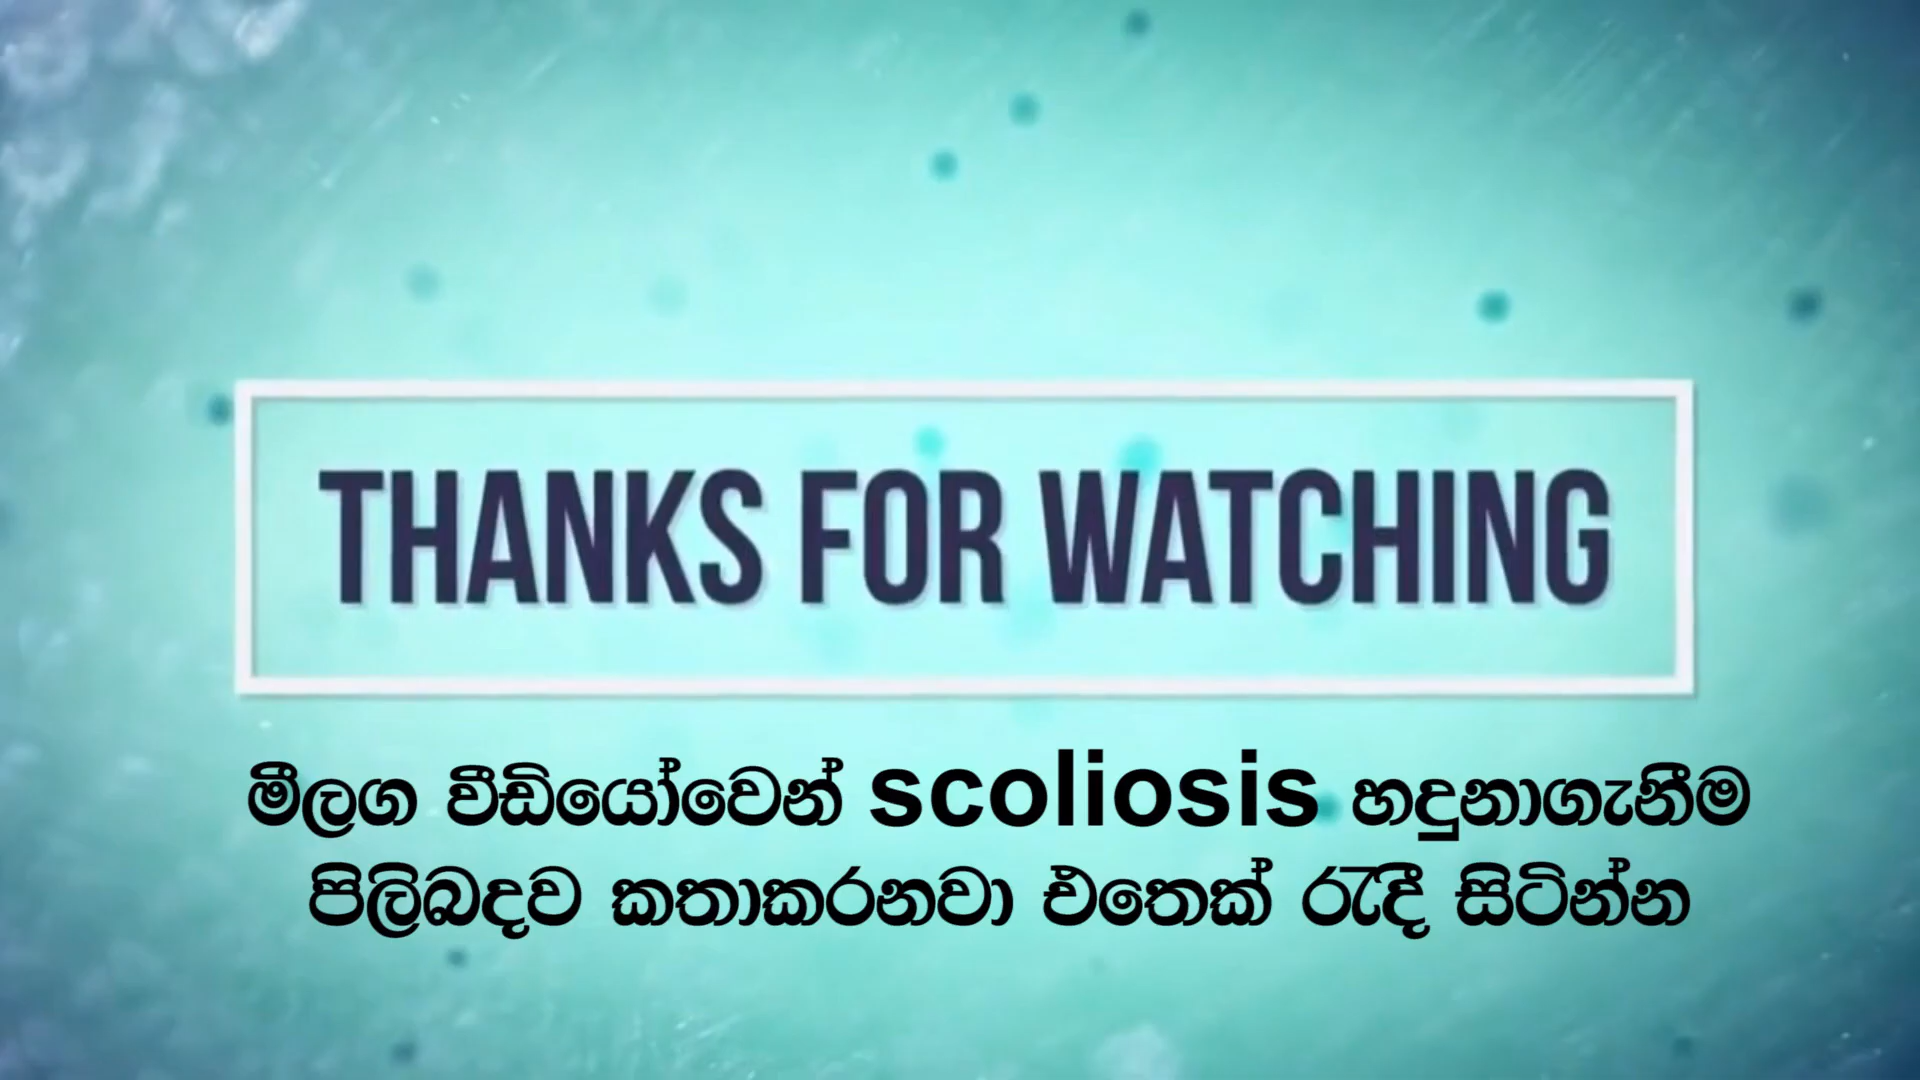 THANKS FOR WATCHING
මීලග වීඩියෝවෙන් scoliosis හදුනාගැනීම
පිලිබදව කතාකරනවා එතෙක් රැදී සිටින්න